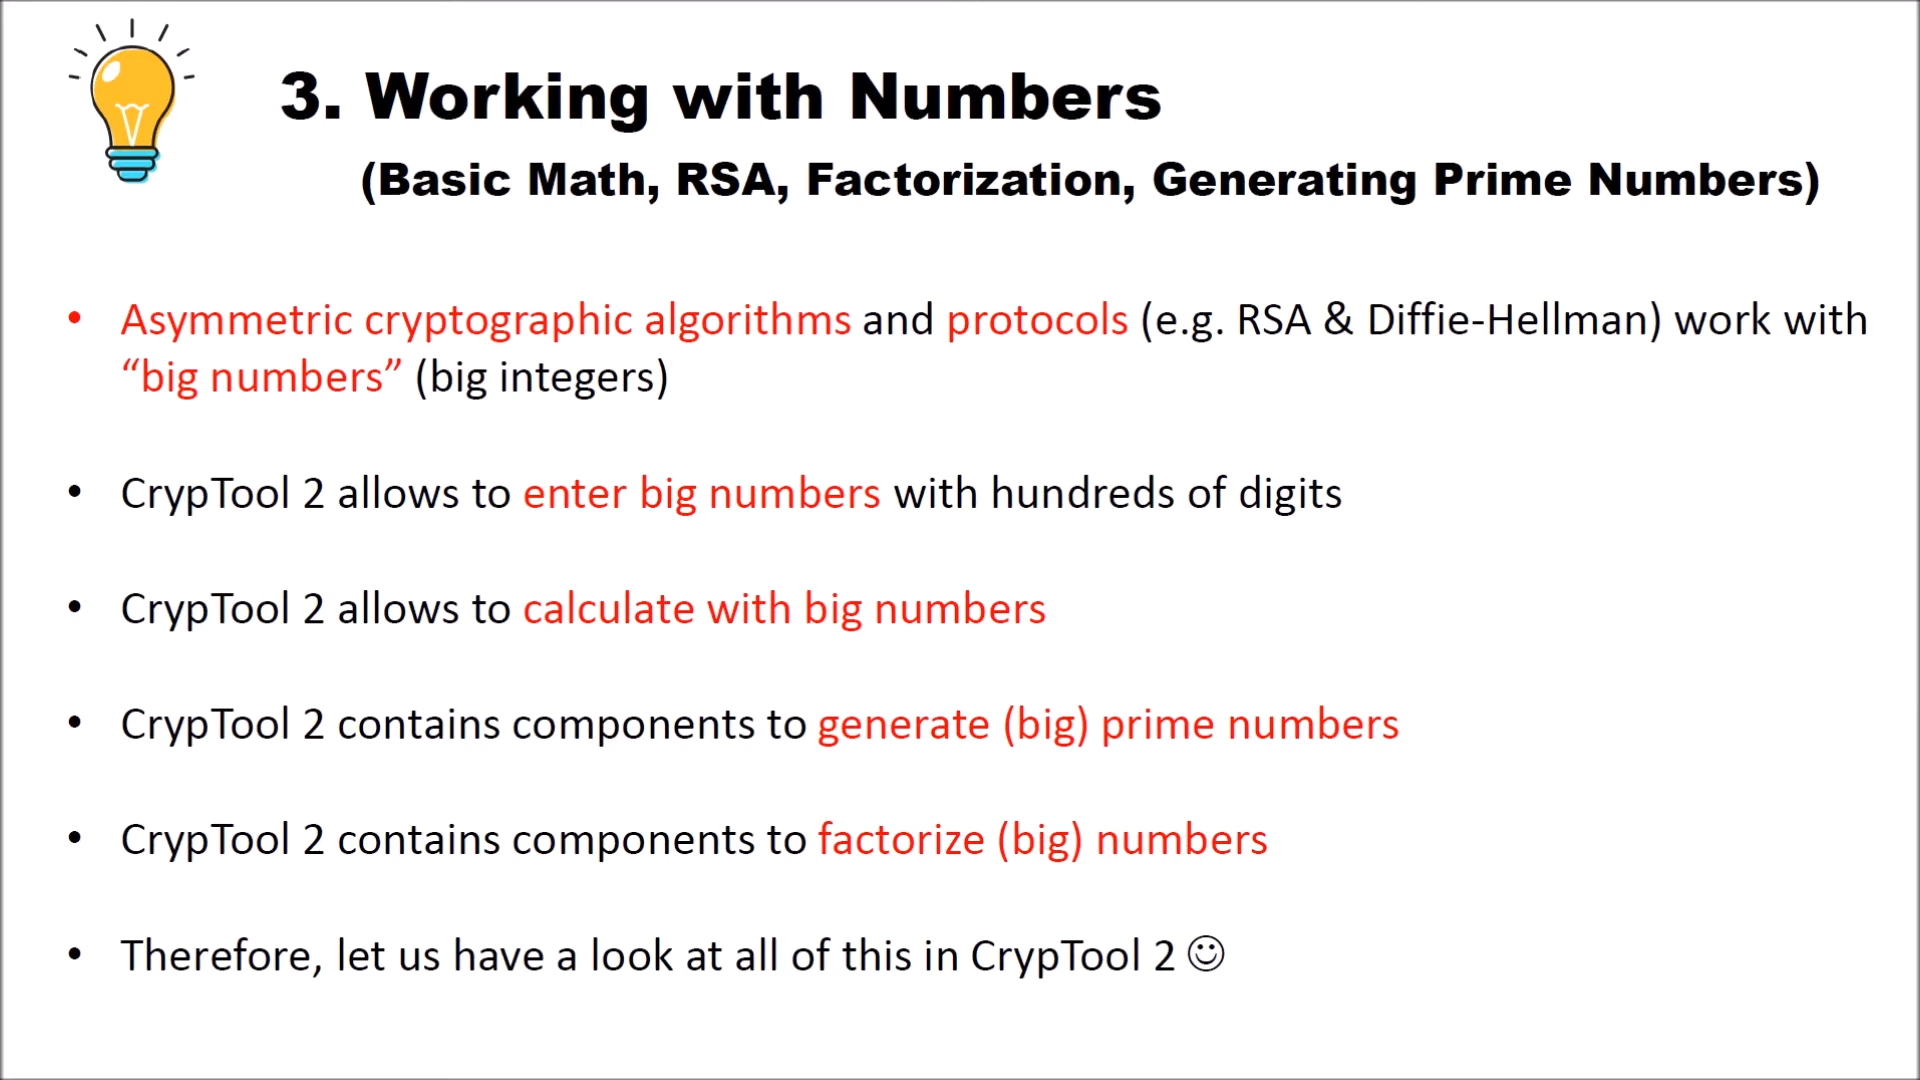 3. Working with Numbers
(Basic Math, RSA, Factorization, Generating Prime Numbers)
• Asymmetric cryptographic algorithms and protocols (e.g. RSA & Diffie-Hellman) work with
“big numbers” (big integers)
• CrypTool 2 allows to enter big numbers with hundreds of digits
• CrypTool 2 allows to calculate with big numbers
• CrypTool 2 contains components to generate (big) prime numbers
• CrypTool 2 contains components to factorize (big) numbers
• Therefore, let us have a look at all of this in CrypTool 2 ☺